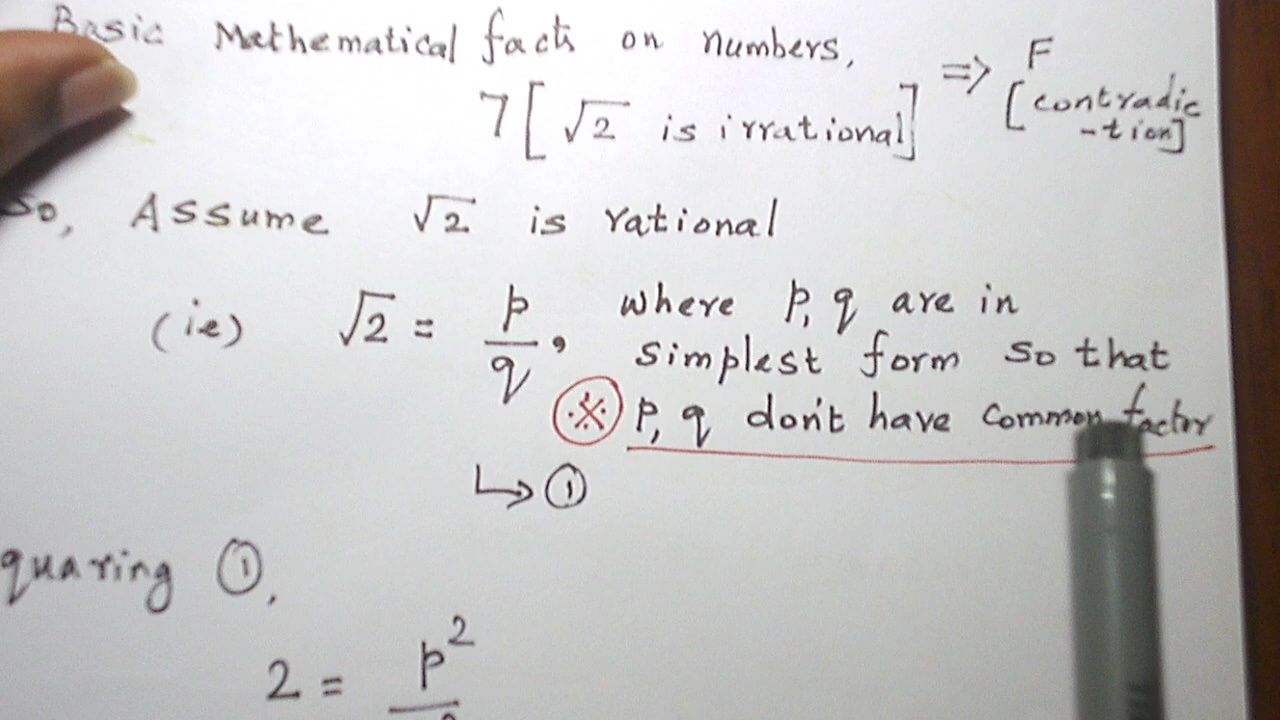 Basic Mathematical facts on numbers,
7[√2 is irrational] => F
[contradic
-tion]
So, Assume √2 is rational
(ie) √2 = p/q, where p, q are in
simplest form so that
※ p, q don't have common factor
↳ ①
quaring ①,
2 = p²